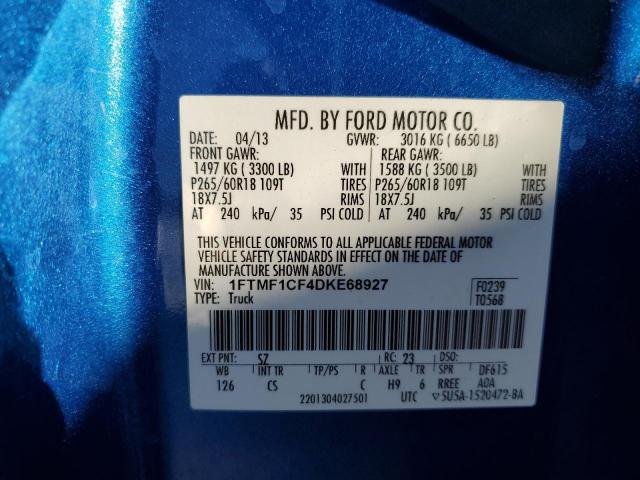 MFD. BY FORD MOTOR CO.
DATE: 04/13 GVWR: 3016 KG ( 6650 LB)
FRONT GAWR: REAR GAWR:
1497 KG ( 3300 LB) WITH 1588 KG ( 3500 LB) WITH
P265/60R18 109T TIRES P265/60R18 109T TIRES
18X7.5J RIMS 18X7.5J RIMS
AT 240 kPa/ 35 PSI COLD AT 240 kPa/ 35 PSI COLD
THIS VEHICLE CONFORMS TO ALL APPLICABLE FEDERAL MOTOR
VEHICLE SAFETY STANDARDS IN EFFECT ON THE DATE OF
MANUFACTURE SHOWN ABOVE.
VIN: 1FTMF1CF4DKE68927 F0239
TYPE: Truck T0568
EXT PNT: SZ RC: 23 DSO:
WB INT TR TP/PS R AXLE TR SPR DF615
126 CS C H9 6 RREE A0A
2201304027501 UTC ▽5U5A-1520472-BA